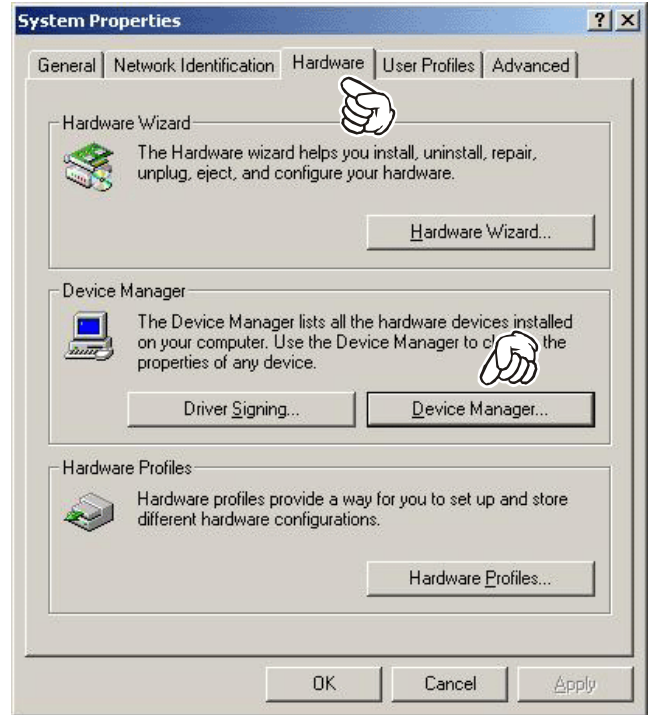 System Properties
General Network Identification Hardware User Profiles Advanced
Hardware Wizard
The Hardware wizard helps you install, uninstall, repair,
unplug, eject, and configure your hardware.
Hardware Wizard...
Device Manager
The Device Manager lists all the hardware devices installed
on your computer. Use the Device Manager to the
properties of any device.
Driver Signing...
Device Manager...
Hardware Profiles
Hardware profiles provide a way for you to set up and store
different hardware configurations.
Hardware Profiles...
OK Cancel Apply